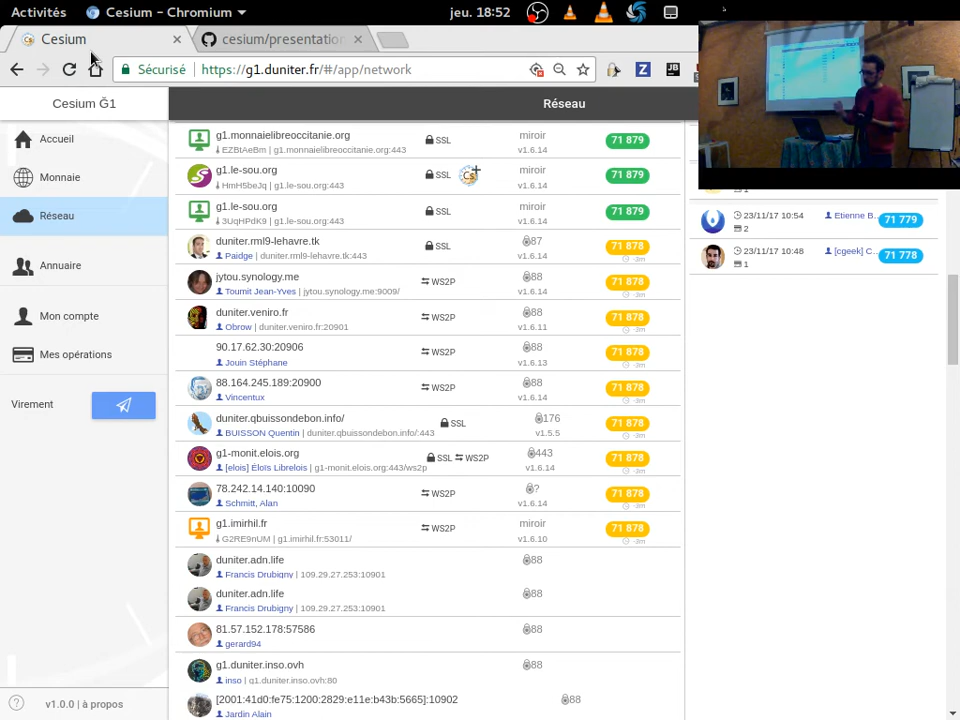 Activités
Cesium – Chromium
jeu. 18:52
Cesium
cesium/presentation
Sécurisé
https://g1.duniter.fr/#/app/network
Z
JB
Cesium Ğ1
Réseau
Accueil
Monnaie
Réseau
Annuaire
Mon compte
Mes opérations
Virement
v1.0.0 | à propos
g1.monnaielibreoccitanie.org
EZBtAeBm | g1.monnaielibreoccitanie.org:443
SSL
miroir
v1.6.14
71 879
g1.le-sou.org
HmH5beJq | g1.le-sou.org:443
SSL
Cs
miroir
v1.6.14
71 879
g1.le-sou.org
3UqHPdK9 | g1.le-sou.org:443
SSL
miroir
v1.6.14
71 879
duniter.rml9-lehavre.tk
Paidge | duniter.rml9-lehavre.tk:443
SSL
87
v1.6.14
71 878
-3m
jytou.synology.me
Toumit Jean-Yves | jytou.synology.me:9009/
WS2P
88
v1.6.14
71 878
-3m
duniter.veniro.fr
Obrow | duniter.veniro.fr:20901
WS2P
88
v1.6.11
71 878
-3m
90.17.62.30:20906
Jouin Stéphane
WS2P
88
v1.6.13
71 878
-3m
88.164.245.189:20900
Vincentux
WS2P
88
v1.6.14
71 878
-3m
duniter.qbuissondebon.info/
BUISSON Quentin | duniter.qbuissondebon.info/:443
SSL
176
v1.5.5
71 878
-3m
g1-monit.elois.org
[elois] Éloïs Librelois | g1-monit.elois.org:443/ws2p
SSL WS2P
443
v1.6.14
71 878
-3m
78.242.14.140:10090
Schmitt, Alan
WS2P
?
v1.6.14
71 878
-3m
g1.imirhil.fr
G2RE9nUM | g1.imirhil.fr:53011/
WS2P
miroir
v1.6.10
71 878
-3m
duniter.adn.life
Francis Drubigny | 109.29.27.253:10901
88
duniter.adn.life
Francis Drubigny | 109.29.27.253:10901
88
81.57.152.178:57586
gerard94
88
g1.duniter.inso.ovh
inso | g1.duniter.inso.ovh:80
88
[2001:41d0:fe75:1200:2829:e11e:b43b:5665]:10902
Jardin Alain
88
1
23/11/17 10:54
2
Etienne B...
71 779
23/11/17 10:48
1
[cgeek] C...
71 778